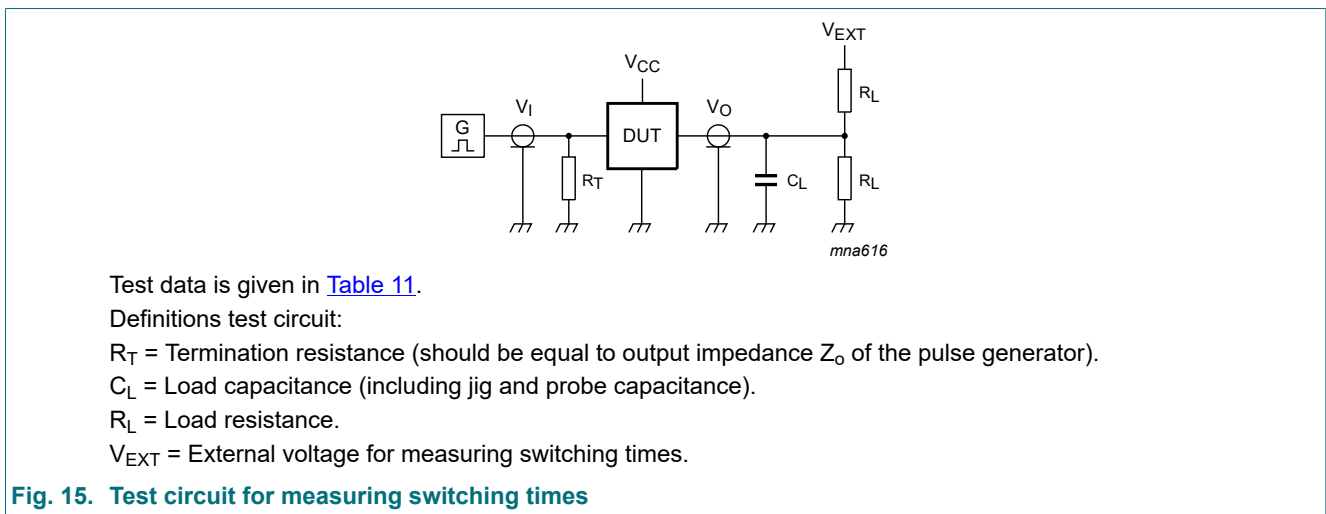 VEXT
VCC
RL
VI
VO
G
DUT
RT
CL
RL
mna616
Test data is given in Table 11.
Definitions test circuit:
RT = Termination resistance (should be equal to output impedance Zo of the pulse generator).
CL = Load capacitance (including jig and probe capacitance).
RL = Load resistance.
VEXT = External voltage for measuring switching times.
Fig. 15. Test circuit for measuring switching times